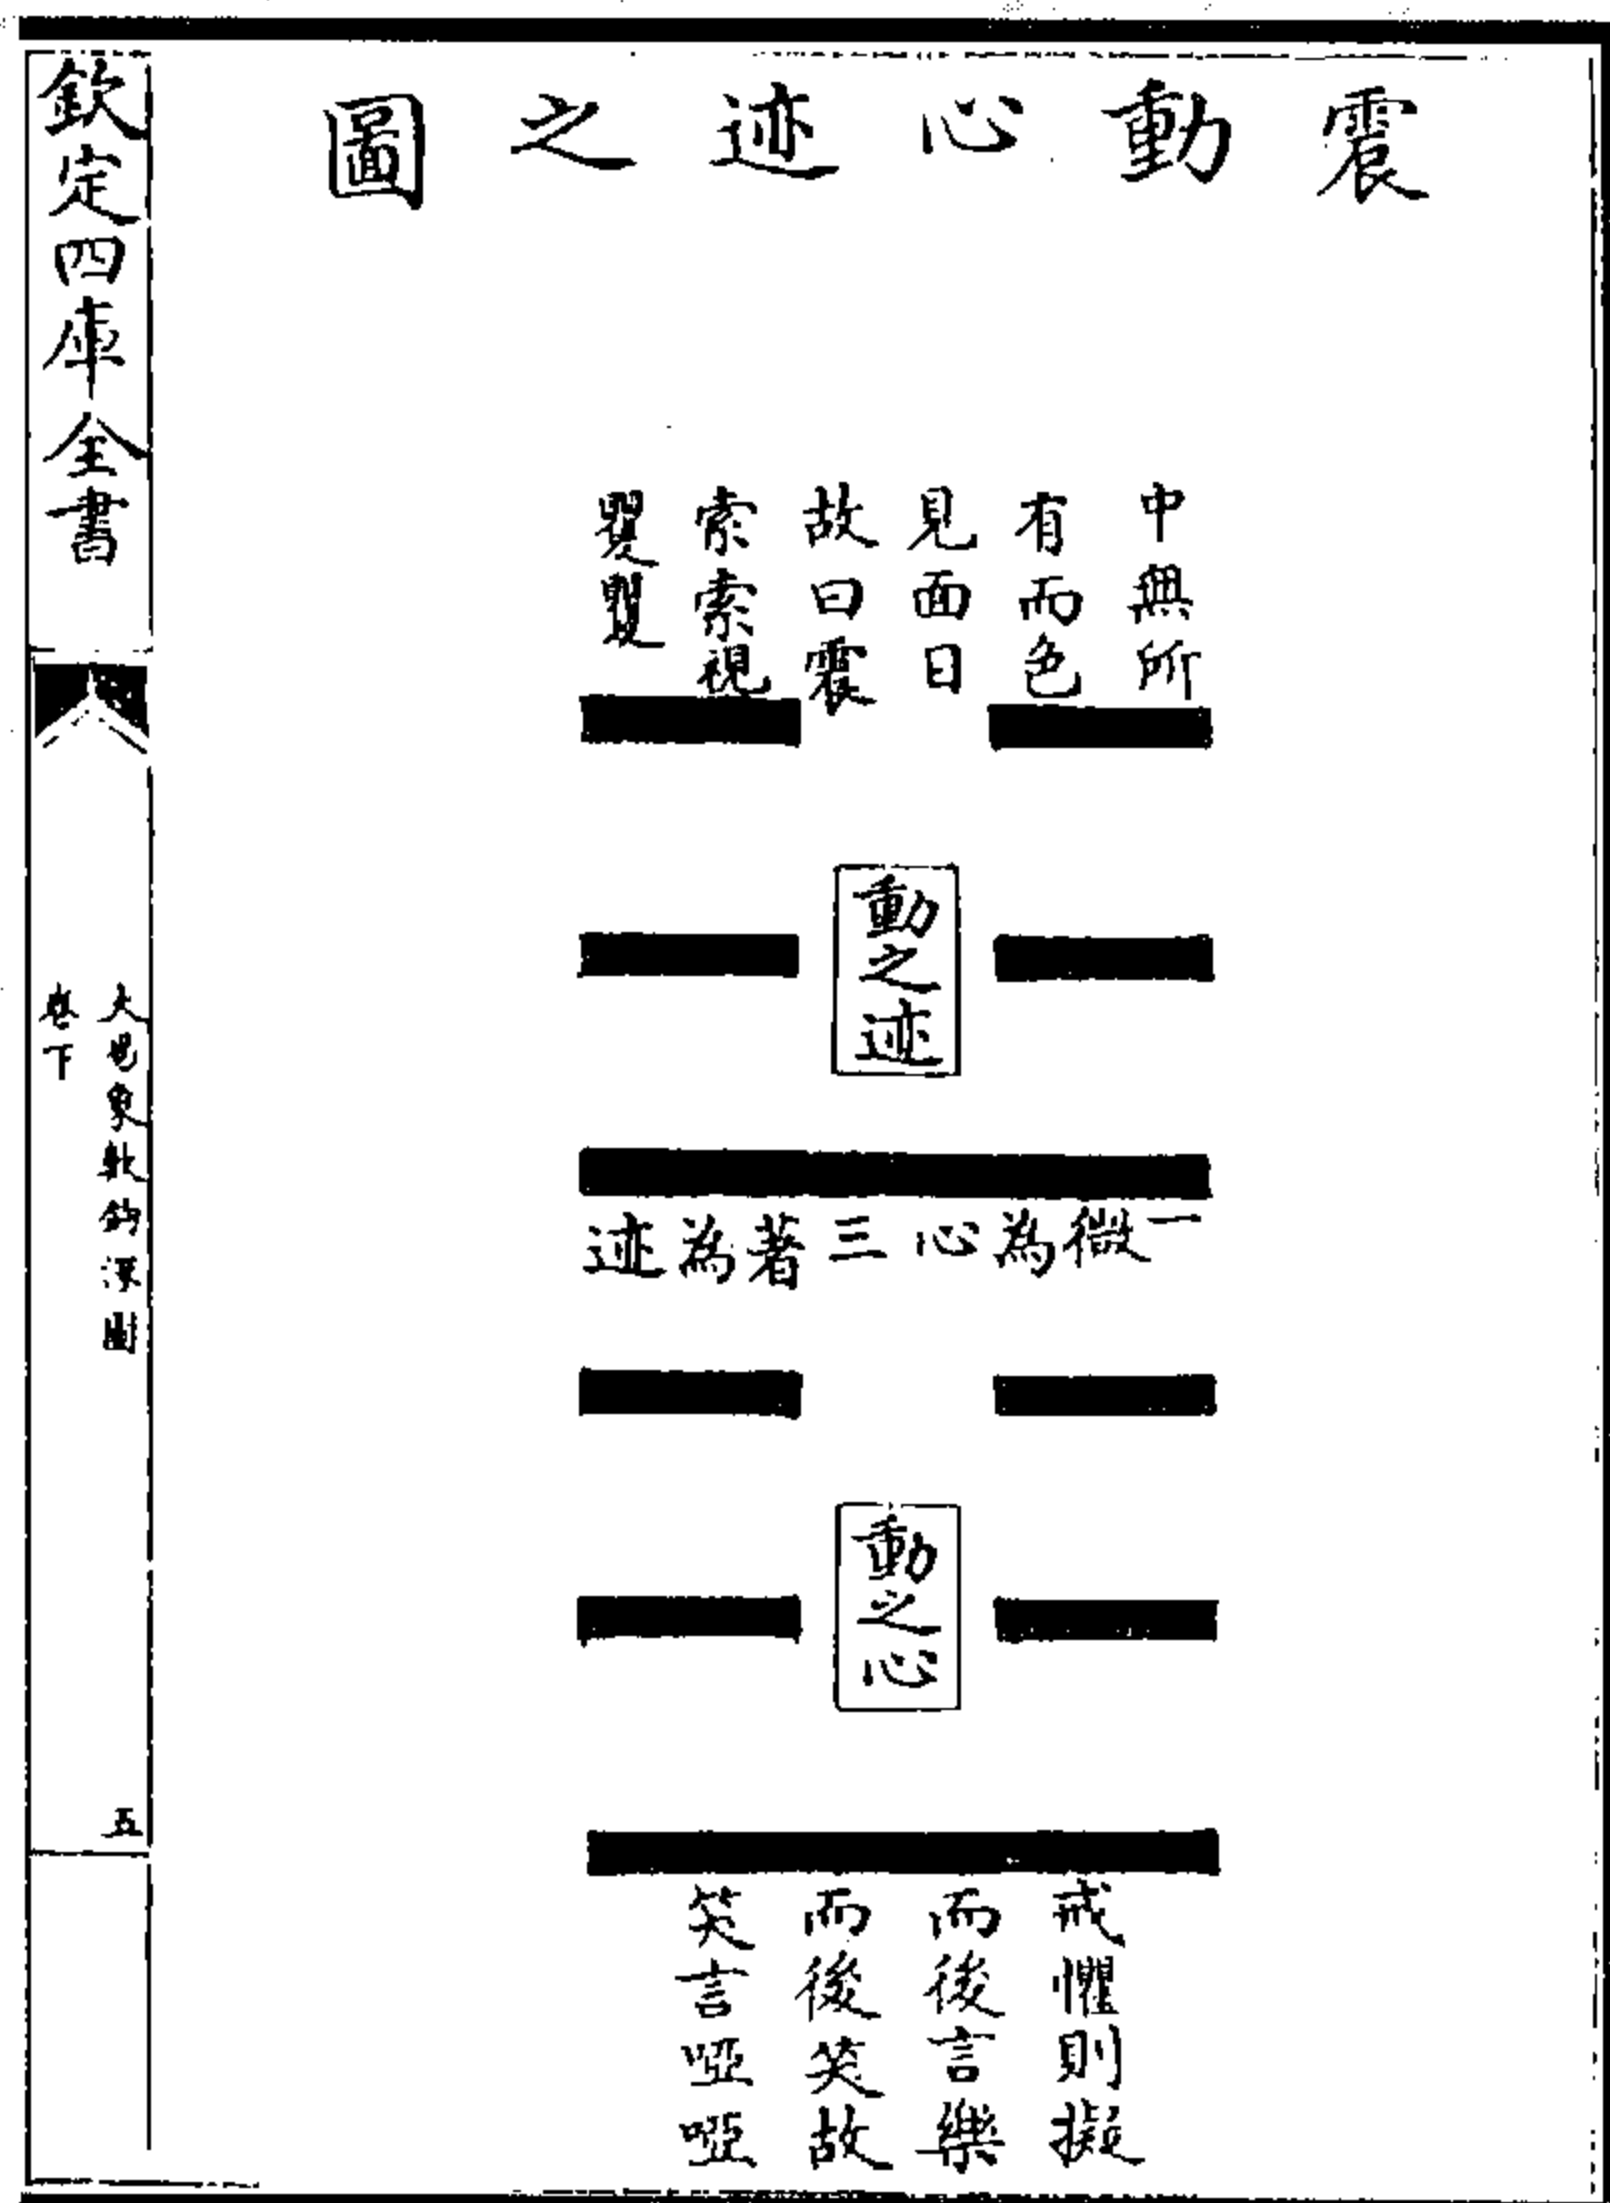 震動心迹之圖
中無所
有而色
見面曰
故曰震
索索視
矍矍
動之迹
一微為心三著為迹
動之心
戒懼則擬
而後言樂
而後笑故
笑言啞啞
欽定四庫全書
大易象數鉤深圖
卷下
五